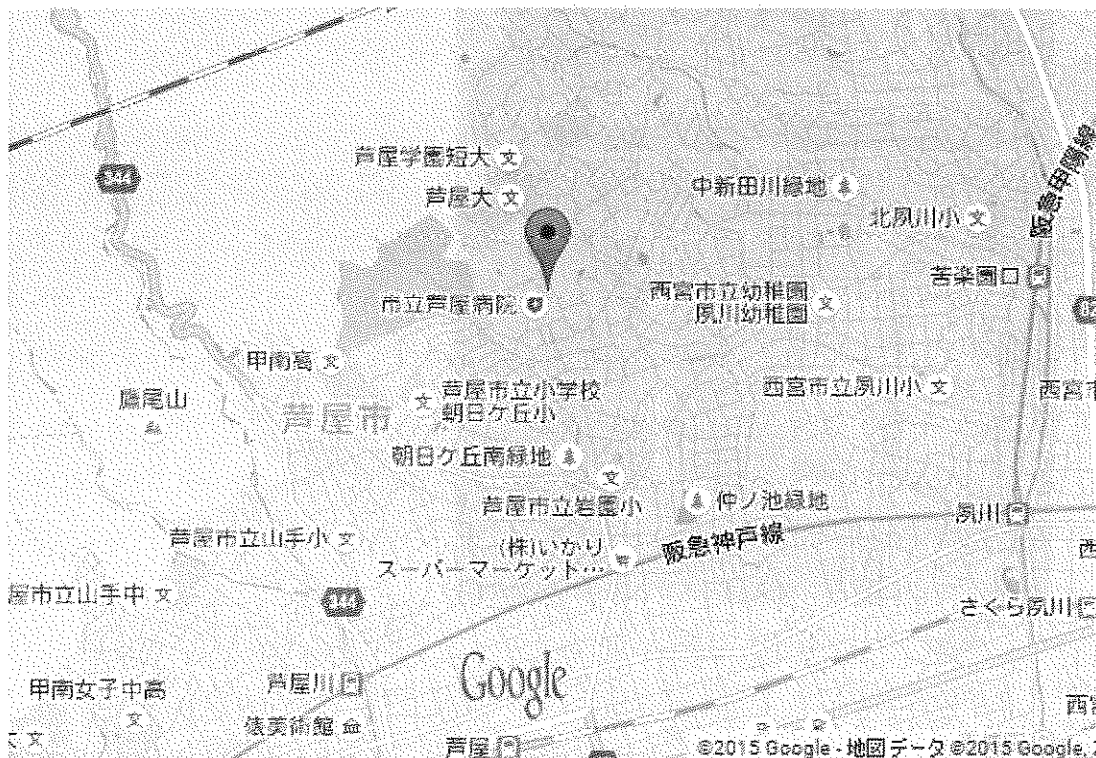 芦屋学園短大
344
芦屋大
中新田川緑地
阪急甲陽線
北夙川小
苦楽園口
西宮市立幼稚園
夙川幼稚園
市立芦屋病院
甲南高
鷹尾山
芦屋市立小学校
朝日ケ丘小
西宮市立夙川小
芦屋市
朝日ケ丘南緑地
芦屋市立岩園小
仲ノ池緑地
夙川
芦屋市立山手小
(株)いかり
スーパーマーケット…
阪急神戸線
屋市立山手中
344
さくら夙川
甲南女子中高
芦屋川
Google
俵美術館
芦屋
©2015 Google - 地図データ ©2015 Google,